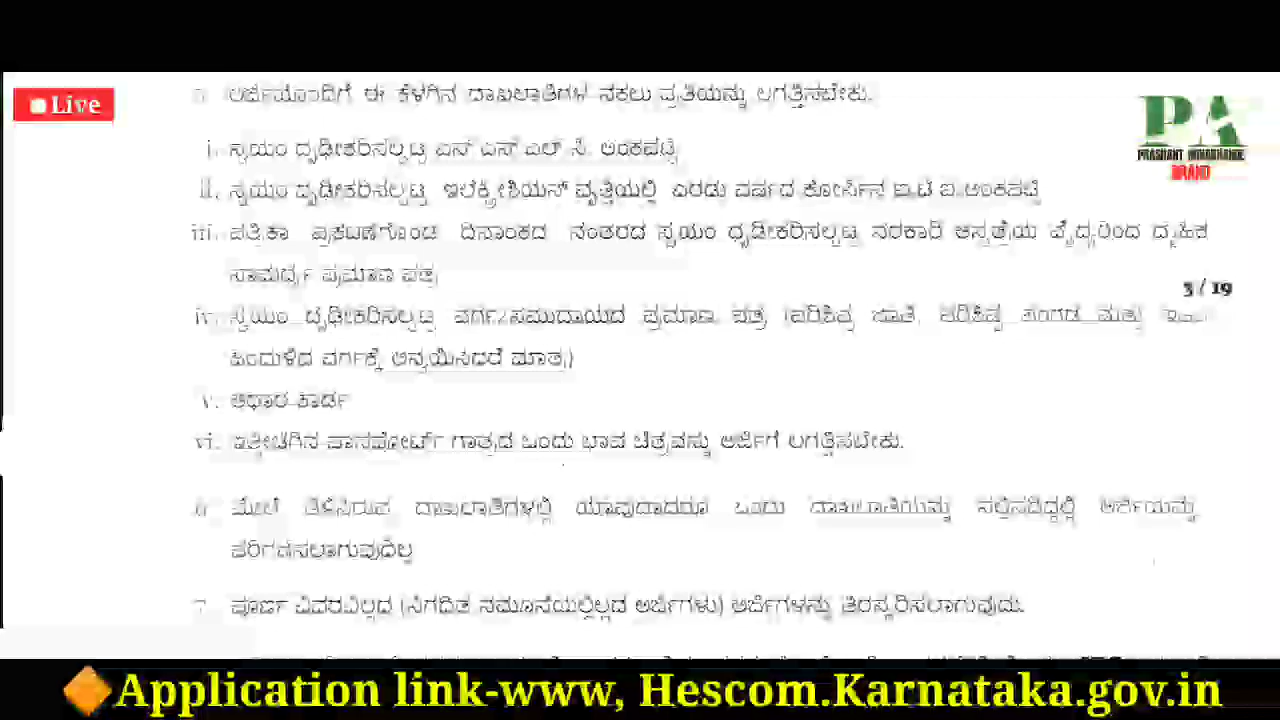 Live
ಅರ್ಜಿಯೊಂದಿಗೆ ಈ ಕೆಳಗಿನ ದಾಖಲಾತಿಗಳ ನಕಲು ಪ್ರತಿಯನ್ನು ಲಗತ್ತಿಸಬೇಕು.
PA
BRAND
i. ಸ್ವಯಂ ದೃಢೀಕರಿಸಲ್ಪಟ್ಟ ಎಸ್ ಎಸ್ ಎಲ್ ಸಿ. ಅಂಕಪಟ್ಟಿ
ii. ಸ್ವಯಂ ದೃಢೀಕರಿಸಲ್ಪಟ್ಟ ಇಲೆಕ್ಟ್ರೀಶಿಯನ್ ವೃತ್ತಿಯಲ್ಲಿ ಎರಡು ವರ್ಷದ ಕೋರ್ಸಿನ ಐ.ಟಿ.ಐ.ಅಂಕಪಟ್ಟಿ
iii. ಪತ್ರಿಕಾ ಪ್ರಕಟಣೆಗೊಂಡ ದಿನಾಂಕದ ನಂತರದ ಸ್ವಯಂ ಧೃಡೀಕರಿಸಲ್ಪಟ್ಟ ಸರಕಾರಿ ಆಸ್ಪತ್ರೆಯ ವೈದ್ಯರಿಂದ ದೈಹಿಕ
ಸಾಮರ್ಥ್ಯ ಪ್ರಮಾಣ ಪತ್ರ
3 / 19
iv. ಸ್ವಯಂ ದೃಢೀಕರಿಸಲ್ಪಟ್ಟ ವರ್ಗ/ಸಮುದಾಯದ ಪ್ರಮಾಣ ಪತ್ರ (ಪರಿಶಿಷ್ಟ ಜಾತಿ, ಪರಿಶಿಷ್ಟ ಪಂಗಡ ಮತ್ತು
ಹಿಂದುಳಿದ ವರ್ಗಕ್ಕೆ ಅನ್ವಯಿಸಿದರೆ ಮಾತ್ರ)
v. ಆಧಾರ ಕಾರ್ಡ
vi. ಇತ್ತೀಚೆಗಿನ ಪಾಸಪೋರ್ಟ್ ಗಾತ್ರದ ಒಂದು ಭಾವ ಚಿತ್ರವನ್ನು ಅರ್ಜಿಗೆ ಲಗತ್ತಿಸಬೇಕು.
ಮೇಲೆ ತಿಳಿಸಿರುವ ದಾಖಲಾತಿಗಳಲ್ಲಿ ಯಾವುದಾದರೂ ಒಂದು ದಾಖಲಾತಿಯನ್ನು ಸಲ್ಲಿಸದಿದ್ದಲ್ಲಿ ಅರ್ಜಿಯನ್ನು
ಪರಿಗಣಿಸಲಾಗುವುದಿಲ್ಲ
ಪೂರ್ಣ ವಿವರವಿಲ್ಲದ (ನಿಗದಿತ ನಮೂನೆಯಲ್ಲಿಲ್ಲದ ಅರ್ಜಿಗಳು) ಅರ್ಜಿಗಳನ್ನು ತಿರಸ್ಕರಿಸಲಾಗುವುದು.
Application link-www, Hescom.Karnataka.gov.in